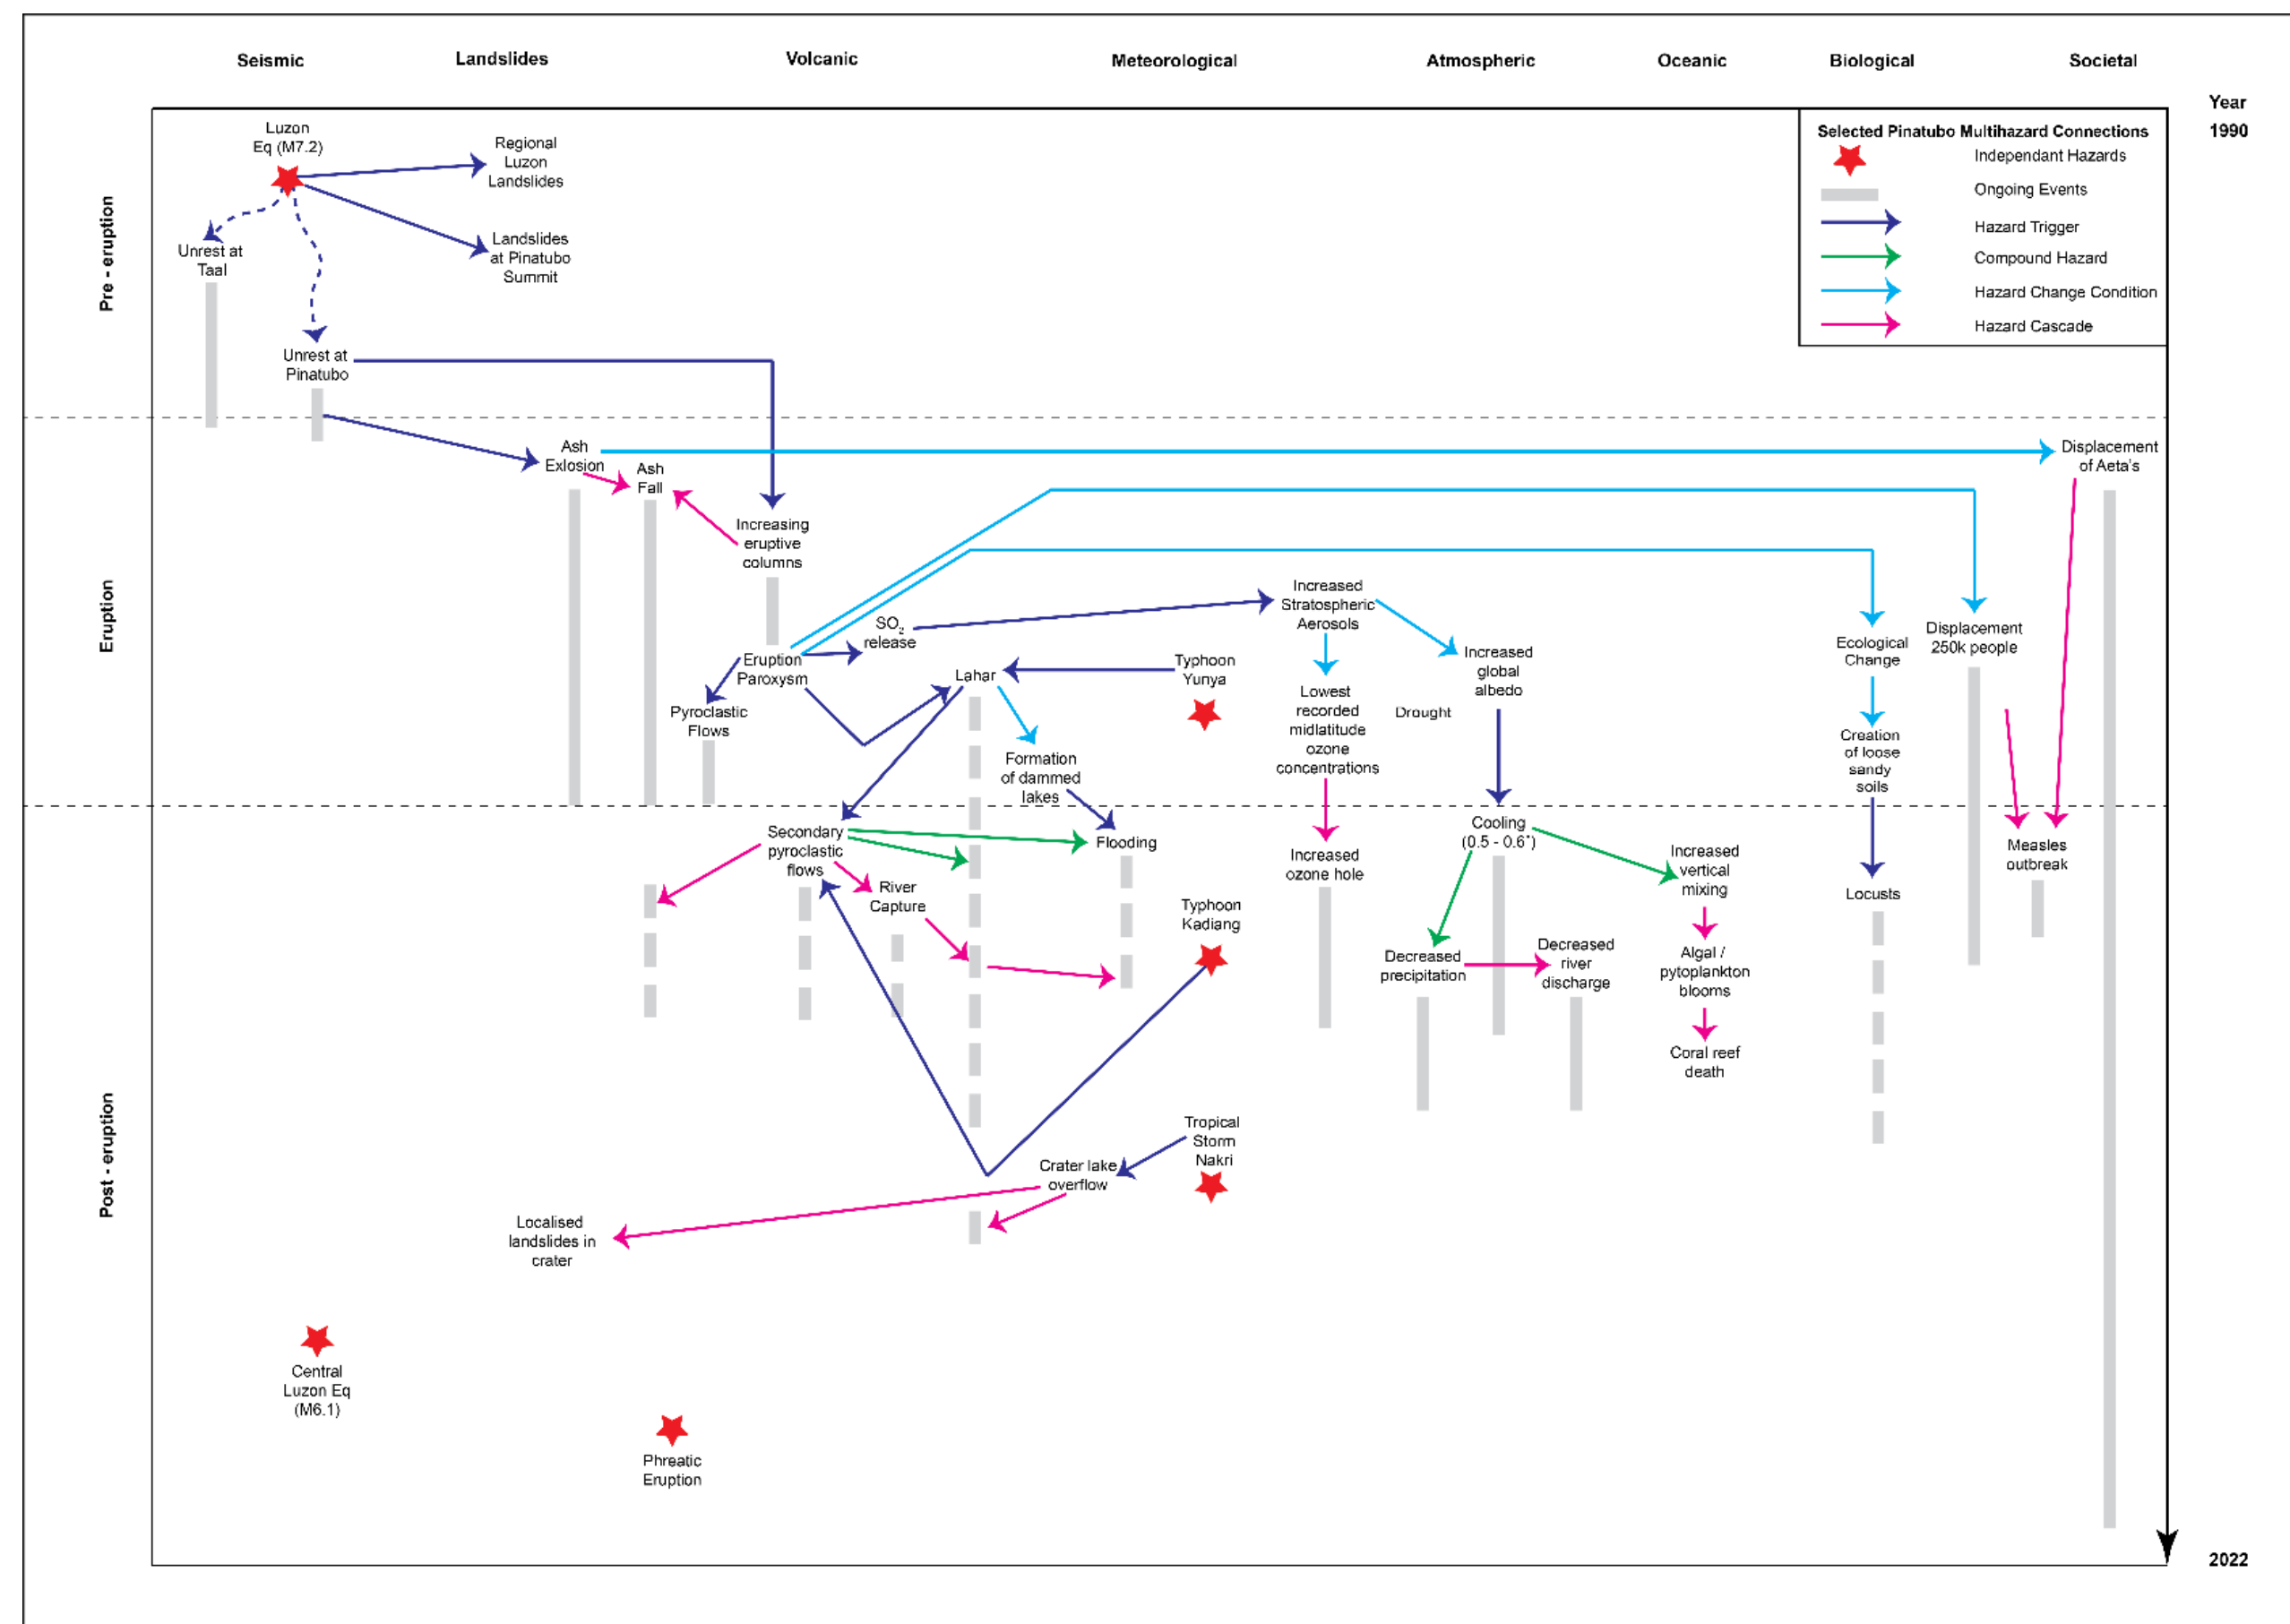 Seismic
Landslides
Volcanic
Meteorological
Atmospheric
Oceanic
Biological
Societal
Year
1990
2022
Pre - eruption
Eruption
Post - eruption
Selected Pinatubo Multihazard Connections
Independant Hazards
Ongoing Events
Hazard Trigger
Compound Hazard
Hazard Change Condition
Hazard Cascade
Luzon
Eq (M7.2)
Regional
Luzon
Landslides
Landslides
at Pinatubo
Summit
Unrest at
Taal
Unrest at
Pinatubo
Ash
Exlosion
Ash
Fall
Displacement
of Aeta's
Increasing
eruptive
columns
Increased
Stratospheric
Aerosols
SO2
release
Eruption
Paroxysm
Lahar
Typhoon
Yunya
Increased
global
albedo
Ecological
Change
Displacement
250k people
Pyroclastic
Flows
Lowest
recorded
midlatitude
ozone
concentrations
Drought
Formation
of dammed
lakes
Creation
of loose
sandy
soils
Secondary
pyroclastic
flows
Flooding
Cooling
(0.5 - 0.6°)
Increased
ozone hole
Increased
vertical
mixing
Measles
outbreak
River
Capture
Locusts
Typhoon
Kadiang
Decreased
precipitation
Decreased
river
discharge
Algal /
pytoplankton
blooms
Coral reef
death
Tropical
Storm
Nakri
Crater lake
overflow
Localised
landslides in
crater
Central
Luzon Eq
(M6.1)
Phreatic
Eruption